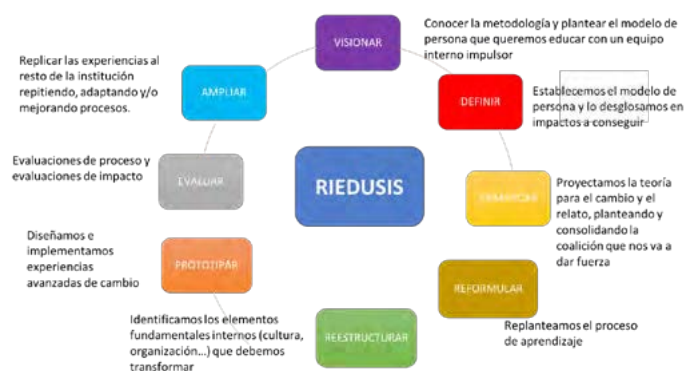 VISIONAR
Conocer la metodología y plantear el modelo de
persona que queremos educar con un equipo
interno impulsor
DEFINIR
Establecemos el modelo de
persona y lo desglosamos en
impactos a conseguir
Proyectamos la teoría
para el cambio y el
relato, planteando y
consolidando la
coalición que nos va a
dar fuerza
REFORMULAR
Replanteamos el proceso
de aprendizaje
REESTRUCTURAR
Identificamos los elementos
fundamentales internos (cultura,
organización...) que debemos
transformar
PROTOTIPAR
Diseñamos e
implementamos
experiencias
avanzadas de cambio
EVALUAR
Evaluaciones de proceso y
evaluaciones de impacto
AMPLIAR
Replicar las experiencias al
resto de la institución
repitiendo, adaptando y/o
mejorando procesos.
RIEDUSIS